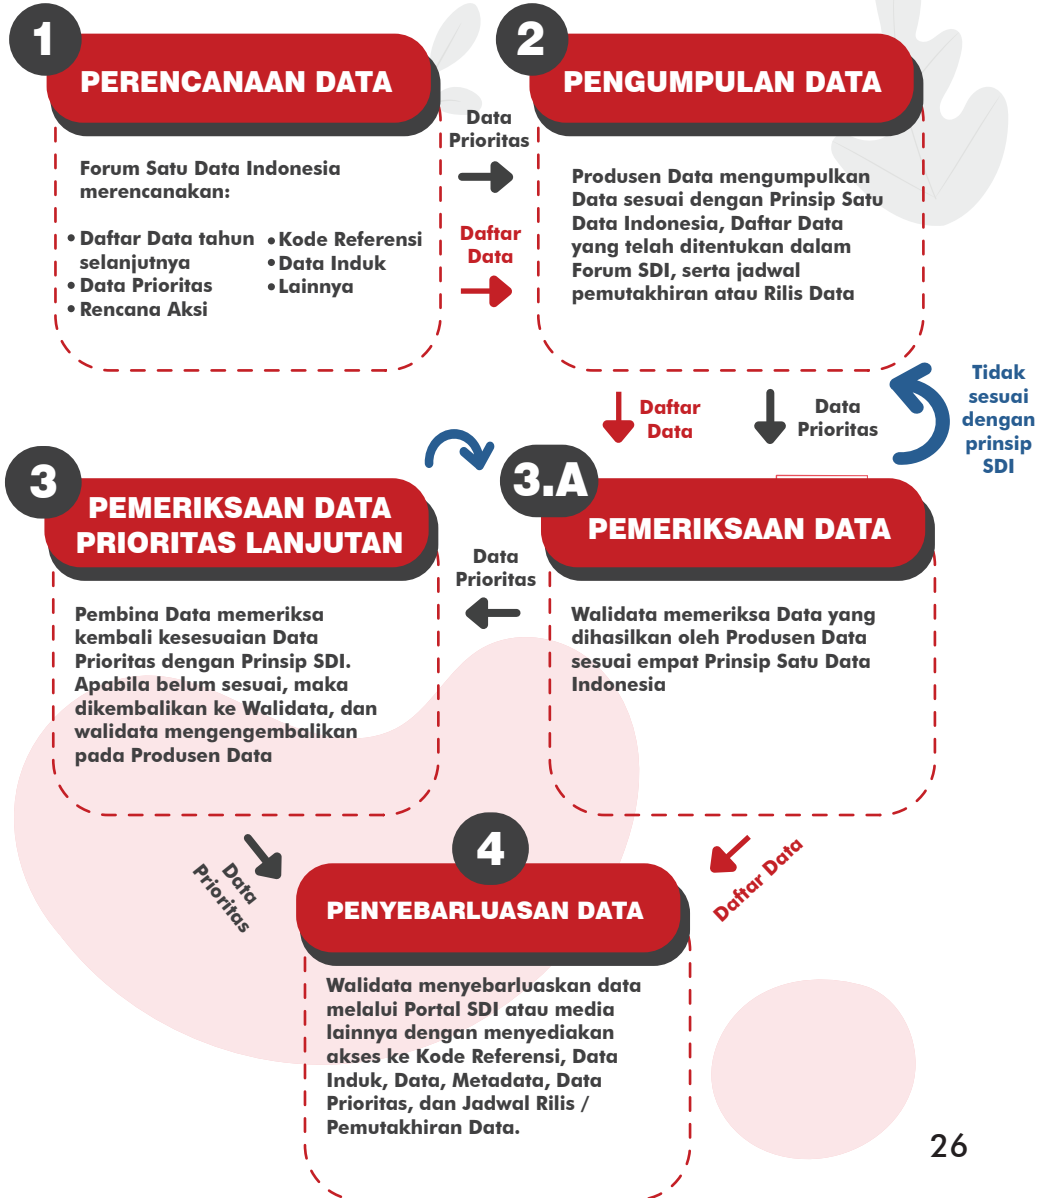 1
PERENCANAAN DATA
Forum Satu Data Indonesia
merencanakan:
• Daftar Data tahun
selanjutnya
• Data Prioritas
• Rencana Aksi
• Kode Referensi
• Data Induk
• Lainnya
Data
Prioritas
Daftar
Data
2
PENGUMPULAN DATA
Produsen Data mengumpulkan
Data sesuai dengan Prinsip Satu
Data Indonesia, Daftar Data
yang telah ditentukan dalam
Forum SDI, serta jadwal
pemutakhiran atau Rilis Data
Daftar
Data
Data
Prioritas
Tidak
sesuai
dengan
prinsip
SDI
3
PEMERIKSAAN DATA
PRIORITAS LANJUTAN
Pembina Data memeriksa
kembali kesesuaian Data
Prioritas dengan Prinsip SDI.
Apabila belum sesuai, maka
dikembalikan ke Walidata, dan
walidata mengengembalikan
pada Produsen Data
Data
Prioritas
3.A
PEMERIKSAAN DATA
Walidata memeriksa Data yang
dihasilkan oleh Produsen Data
sesuai empat Prinsip Satu Data
Indonesia
Data
Prioritas
Daftar Data
4
PENYEBARLUASAN DATA
Walidata menyebarluaskan data
melalui Portal SDI atau media
lainnya dengan menyediakan
akses ke Kode Referensi, Data
Induk, Data, Metadata, Data
Prioritas, dan Jadwal Rilis /
Pemutakhiran Data.
26